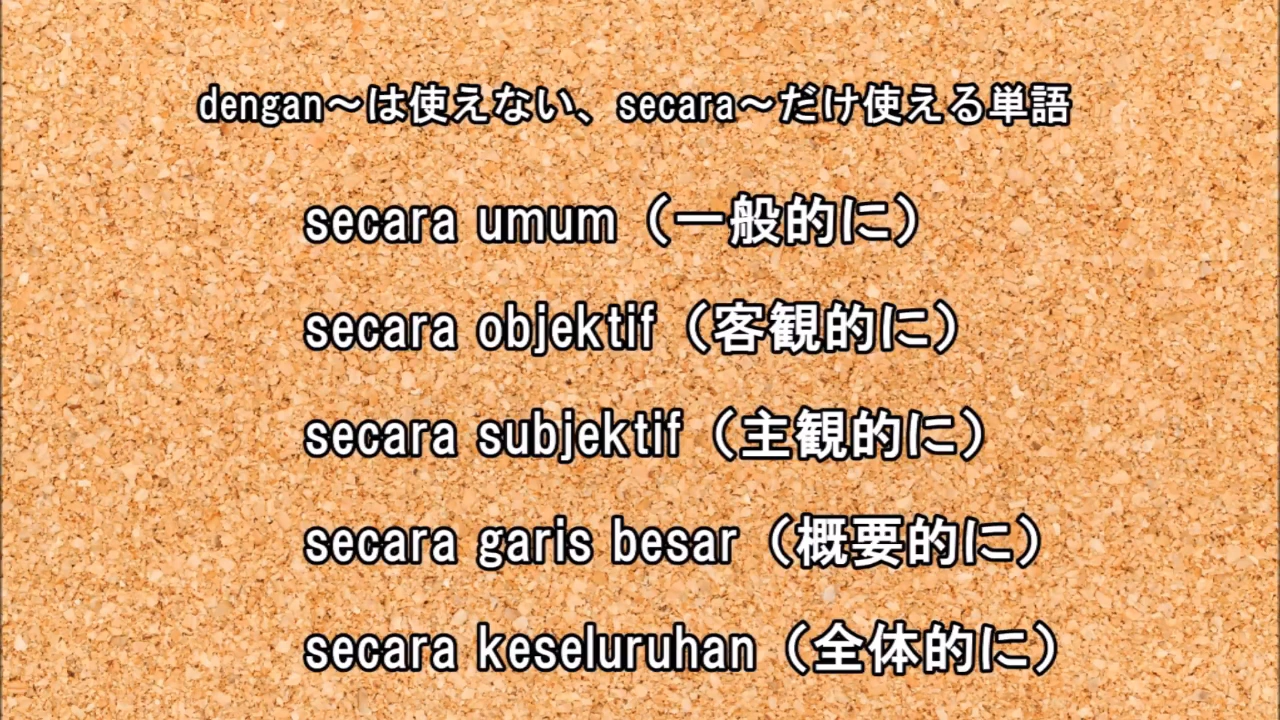 dengan～は使えない、secara～だけ使える単語
secara umum（一般的に）
secara objektif（客観的に）
secara subjektif（主観的に）
secara garis besar（概要的に）
secara keseluruhan（全体的に）